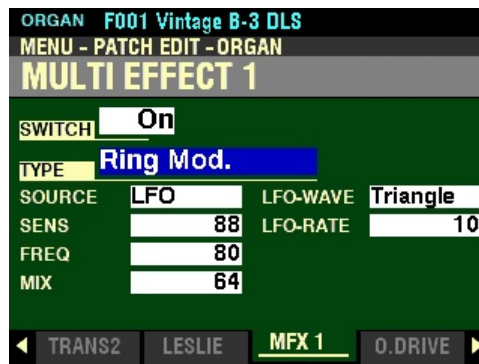 ORGAN F001 Vintage B-3 DLS
MENU - PATCH EDIT - ORGAN
MULTI EFFECT 1
SWITCH On
TYPE Ring Mod.
SOURCE LFO LFO-WAVE Triangle
SENS 88 LFO-RATE 10
FREQ 80
MIX 64
TRANS2 LESLIE MFX 1 O.DRIVE